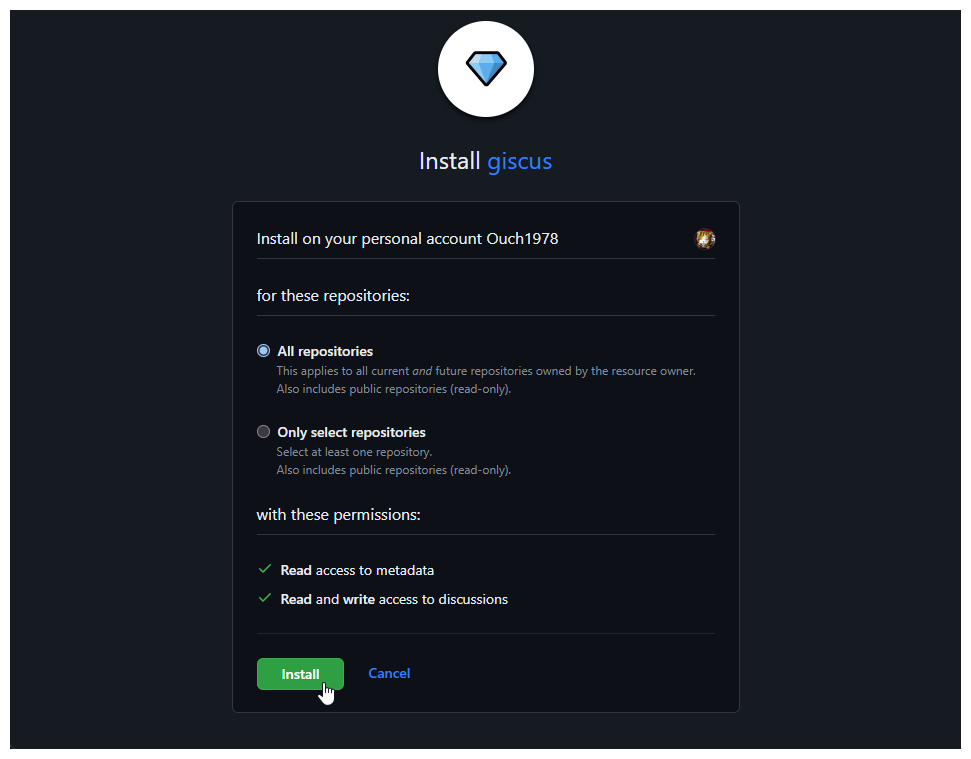 Install giscus
Install on your personal account Ouch1978
for these repositories:
All repositories
This applies to all current and future repositories owned by the resource owner.
Also includes public repositories (read-only).
Only select repositories
Select at least one repository.
Also includes public repositories (read-only).
with these permissions:
Read access to metadata
Read and write access to discussions
Install Cancel